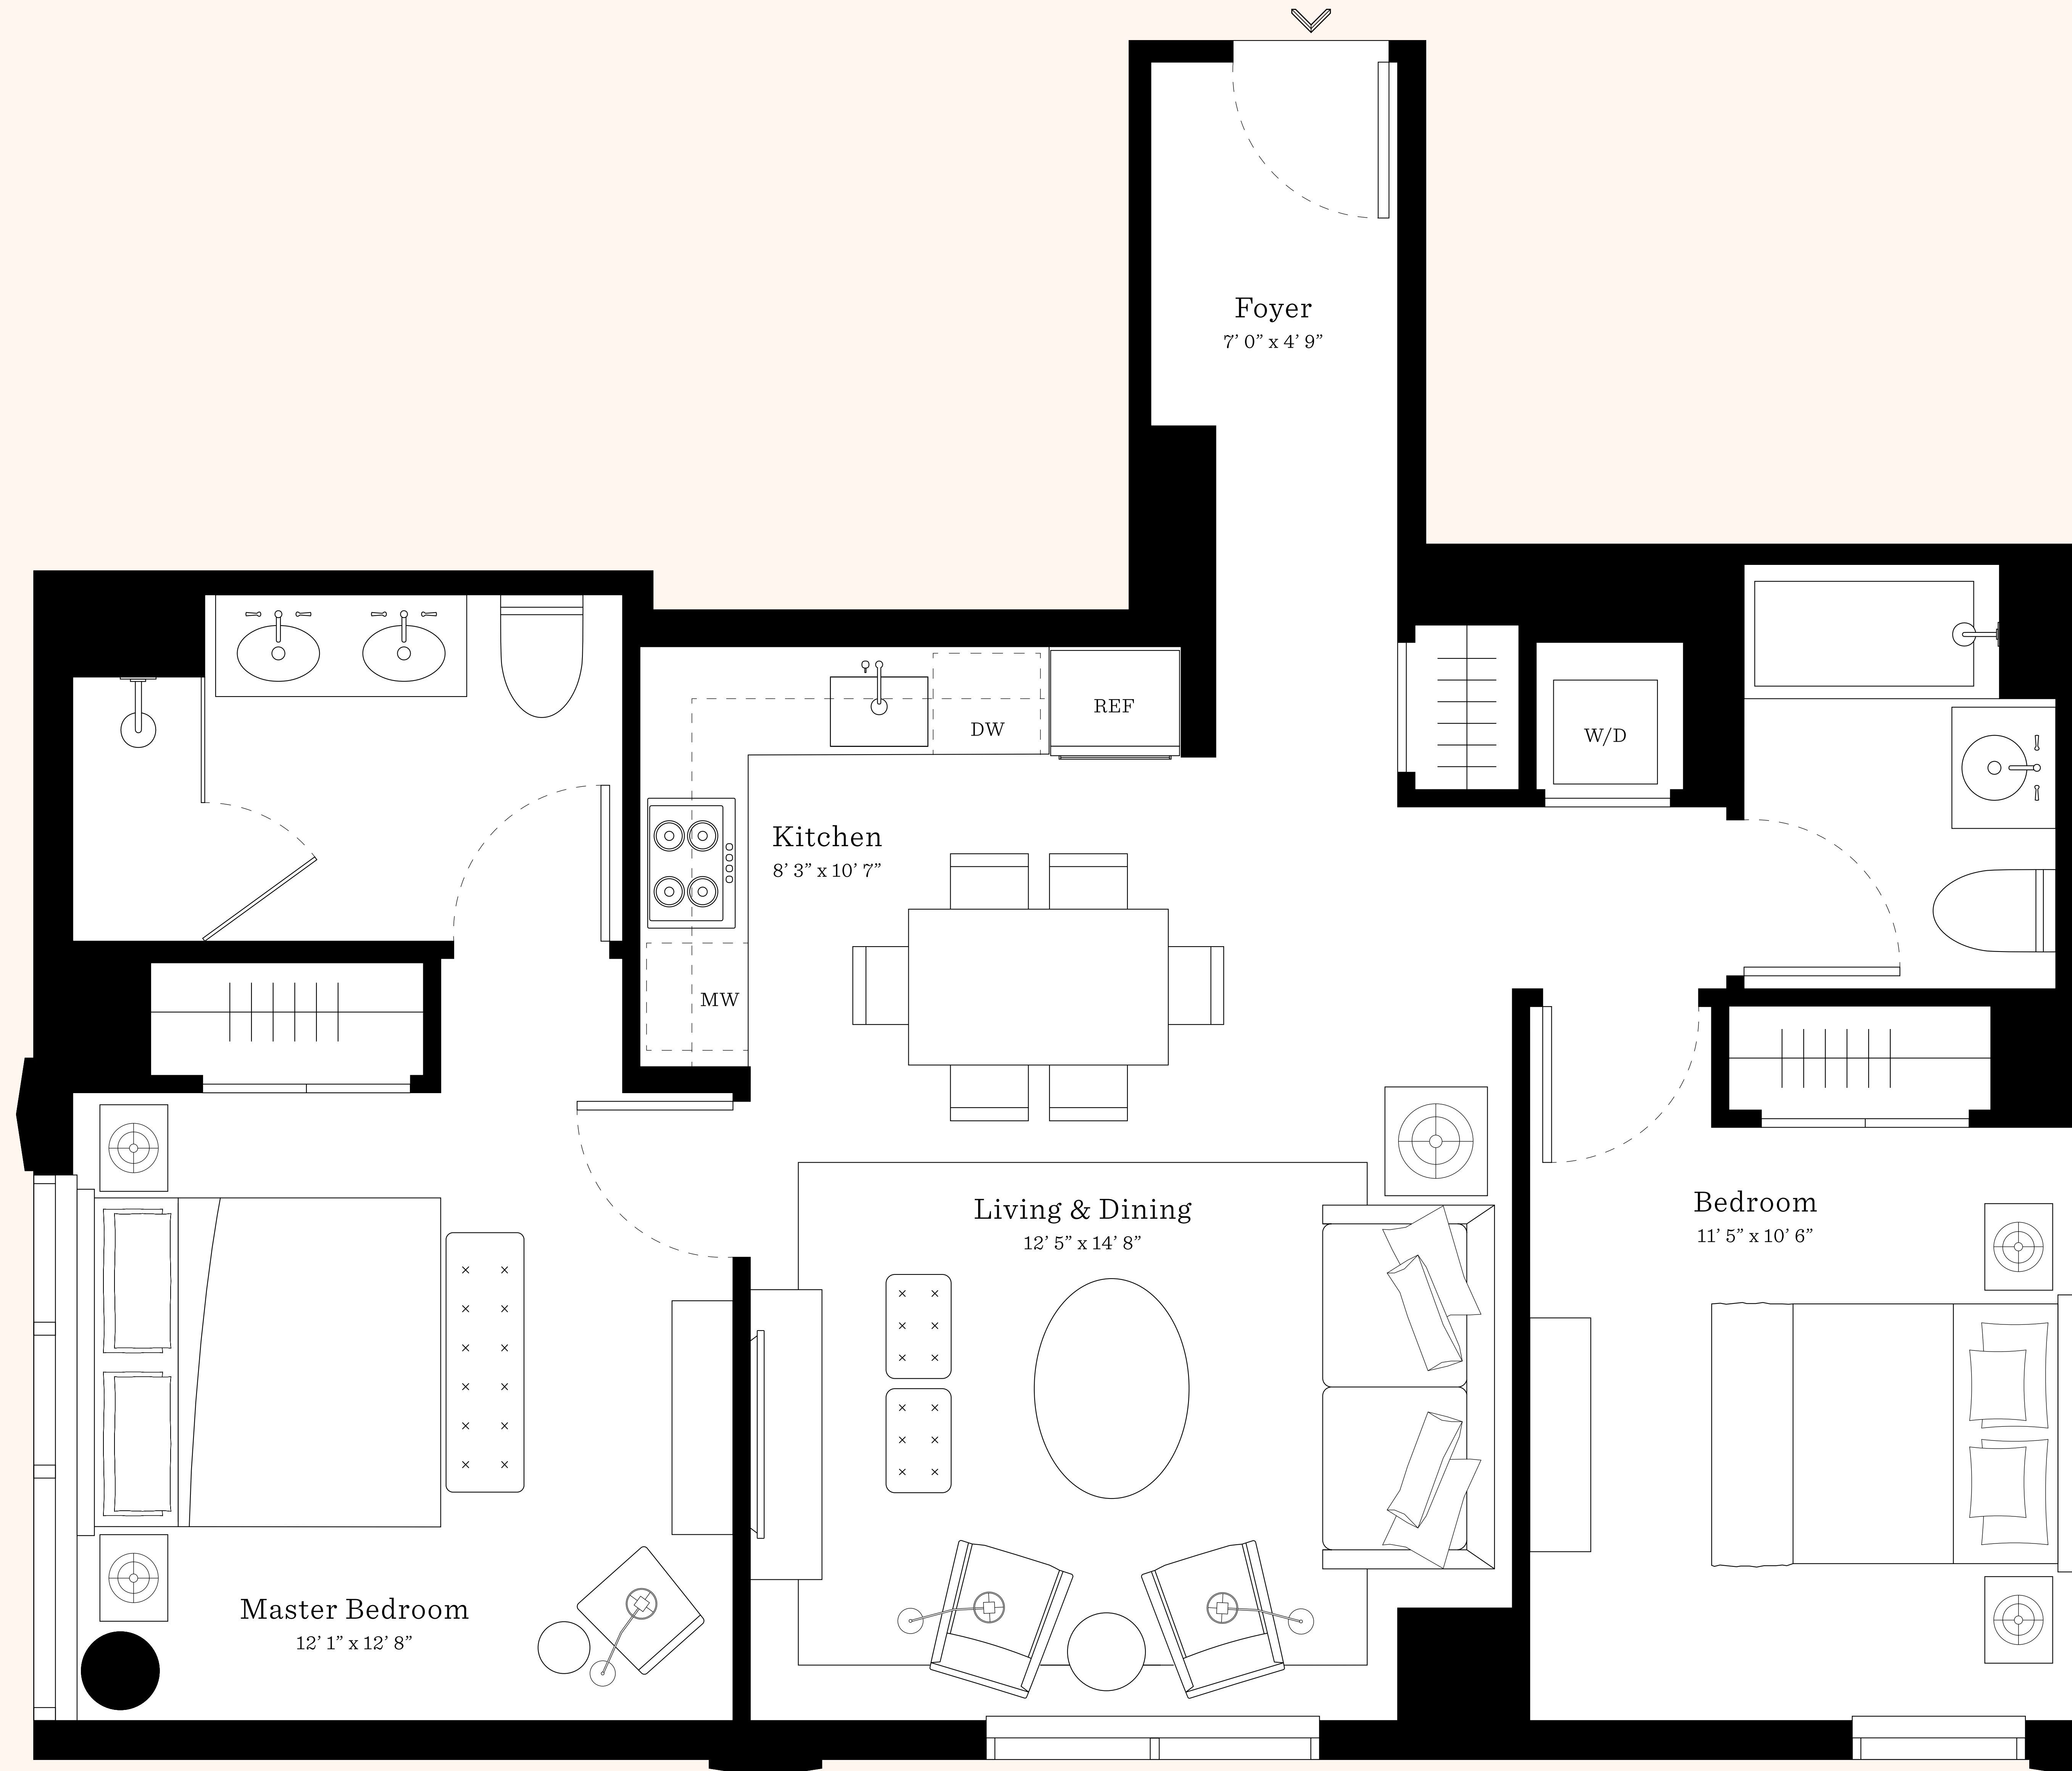 Foyer
7’ 0” x 4’ 9”
REF
DW
W/D
Kitchen
8’ 3” x 10’ 7”
MW
Living & Dining
12’ 5” x 14’ 8”
Bedroom
11’ 5” x 10’ 6”
Master Bedroom
12’ 1” x 12’ 8”